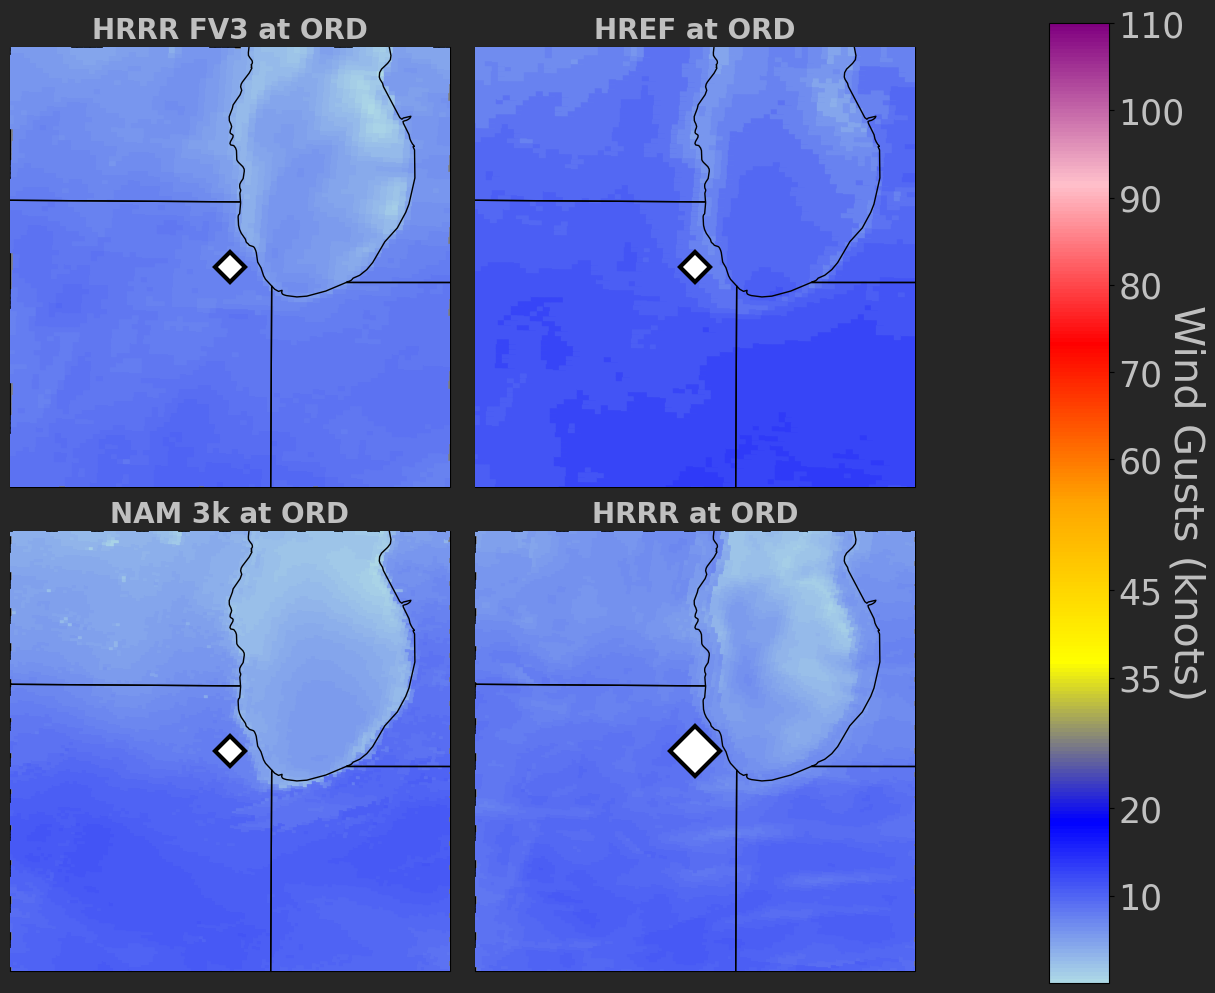 HRRR FV3 at ORD
HREF at ORD
NAM 3k at ORD
HRRR at ORD
110
100
90
80
70
60
45
35
20
10
Wind Gusts (knots)